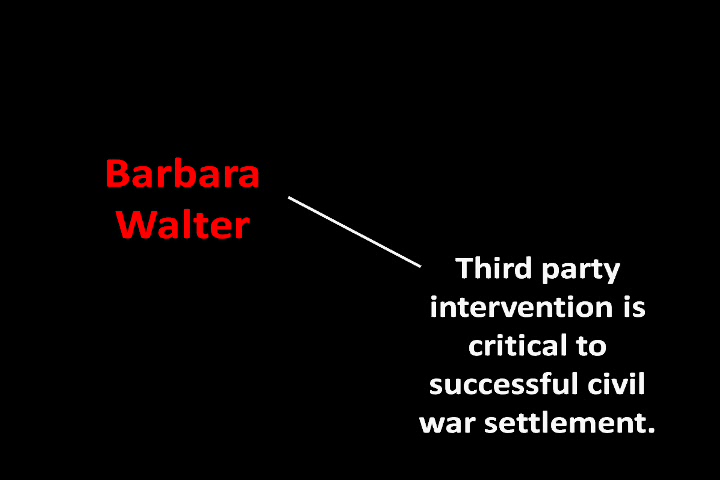 Barbara
Walter
Third party
intervention is
critical to
successful civil
war settlement.